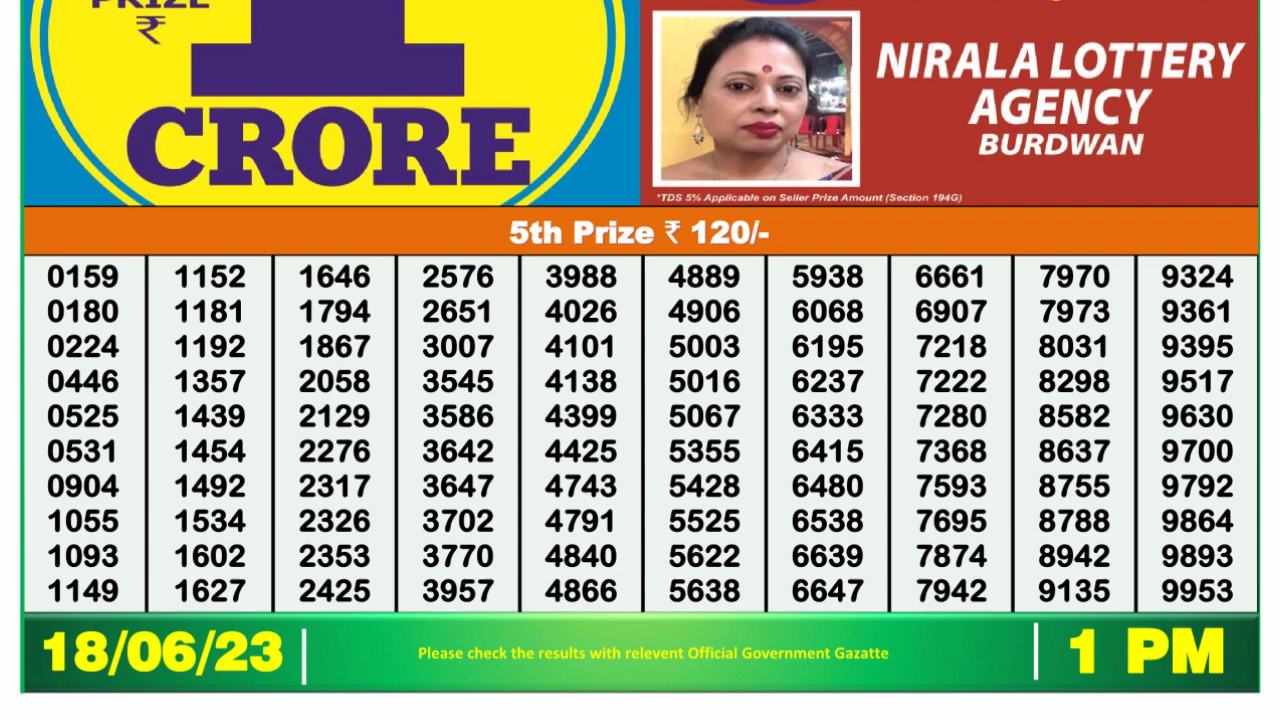 PRIZE
₹
1
CRORE
NIRALA LOTTERY
AGENCY
BURDWAN
*TDS 5% Applicable on Seller Prize Amount (Section 194G)
5th Prize ₹ 120/-
0159 1152 1646 2576 3988 4889 5938 6661 7970 9324
0180 1181 1794 2651 4026 4906 6068 6907 7973 9361
0224 1192 1867 3007 4101 5003 6195 7218 8031 9395
0446 1357 2058 3545 4138 5016 6237 7222 8298 9517
0525 1439 2129 3586 4399 5067 6333 7280 8582 9630
0531 1454 2276 3642 4425 5355 6415 7368 8637 9700
0904 1492 2317 3647 4743 5428 6480 7593 8755 9792
1055 1534 2326 3702 4791 5525 6538 7695 8788 9864
1093 1602 2353 3770 4840 5622 6639 7874 8942 9893
1149 1627 2425 3957 4866 5638 6647 7942 9135 9953
18/06/23
Please check the results with relevent Official Government Gazatte
1 PM